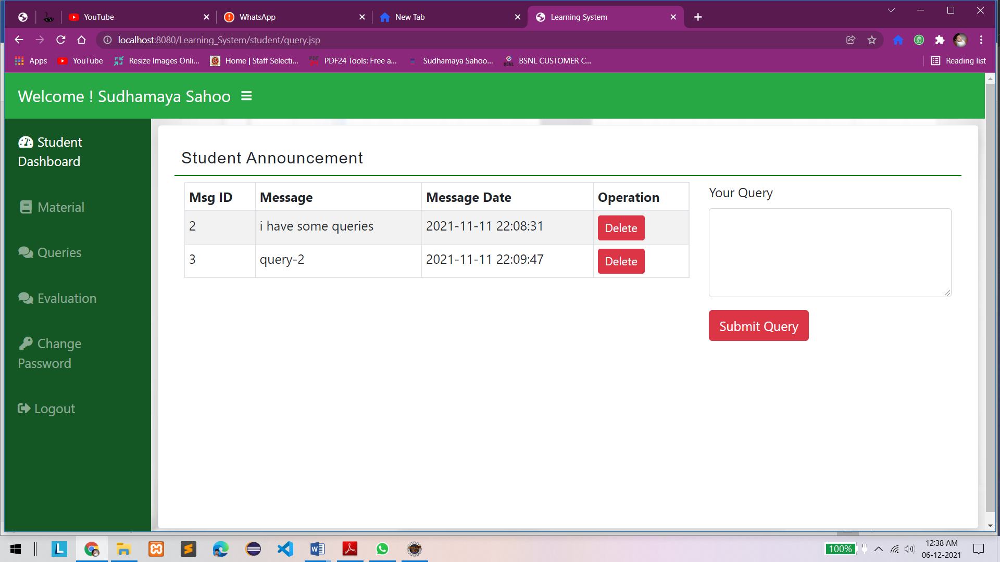 YouTube
WhatsApp
New Tab
Learning System
localhost:8080/Learning_System/student/query.jsp
Apps
YouTube
Resize Images Onli...
Home | Staff Selecti...
PDF24 Tools: Free a...
Sudhamaya Sahoo...
BSNL CUSTOMER C...
Reading list
Welcome ! Sudhamaya Sahoo
Student
Dashboard
Material
Queries
Evaluation
Change
Password
Logout
Student Announcement
Msg ID Message Message Date Operation
2 i have some queries 2021-11-11 22:08:31 Delete
3 query-2 2021-11-11 22:09:47 Delete
Your Query
Submit Query
100%
12:38 AM
06-12-2021